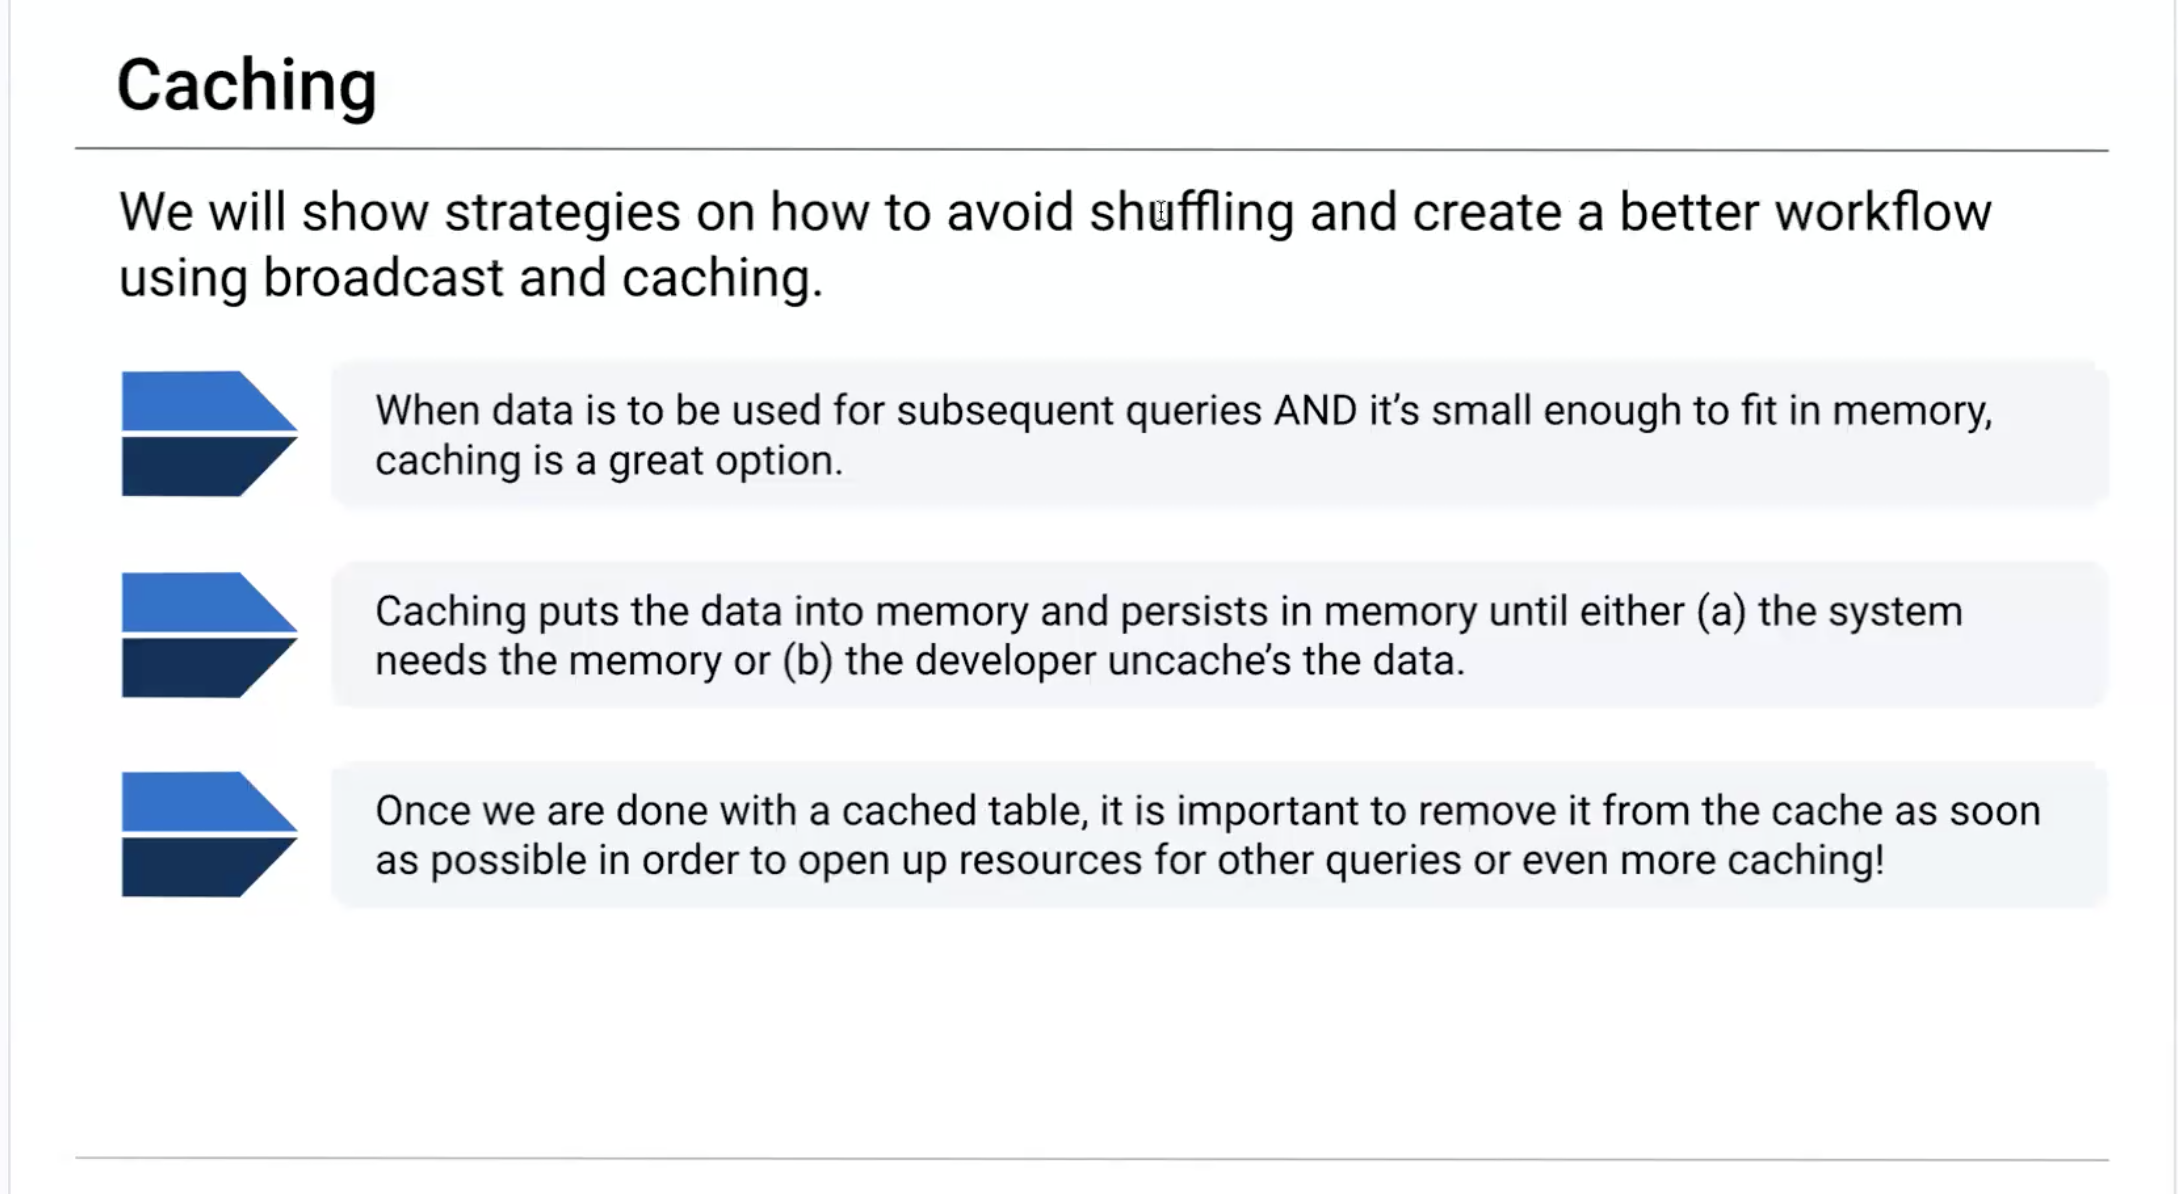 Caching
We will show strategies on how to avoid shuffling and create a better workflow
using broadcast and caching.
When data is to be used for subsequent queries AND it’s small enough to fit in memory,
caching is a great option.
Caching puts the data into memory and persists in memory until either (a) the system
needs the memory or (b) the developer uncache’s the data.
Once we are done with a cached table, it is important to remove it from the cache as soon
as possible in order to open up resources for other queries or even more caching!